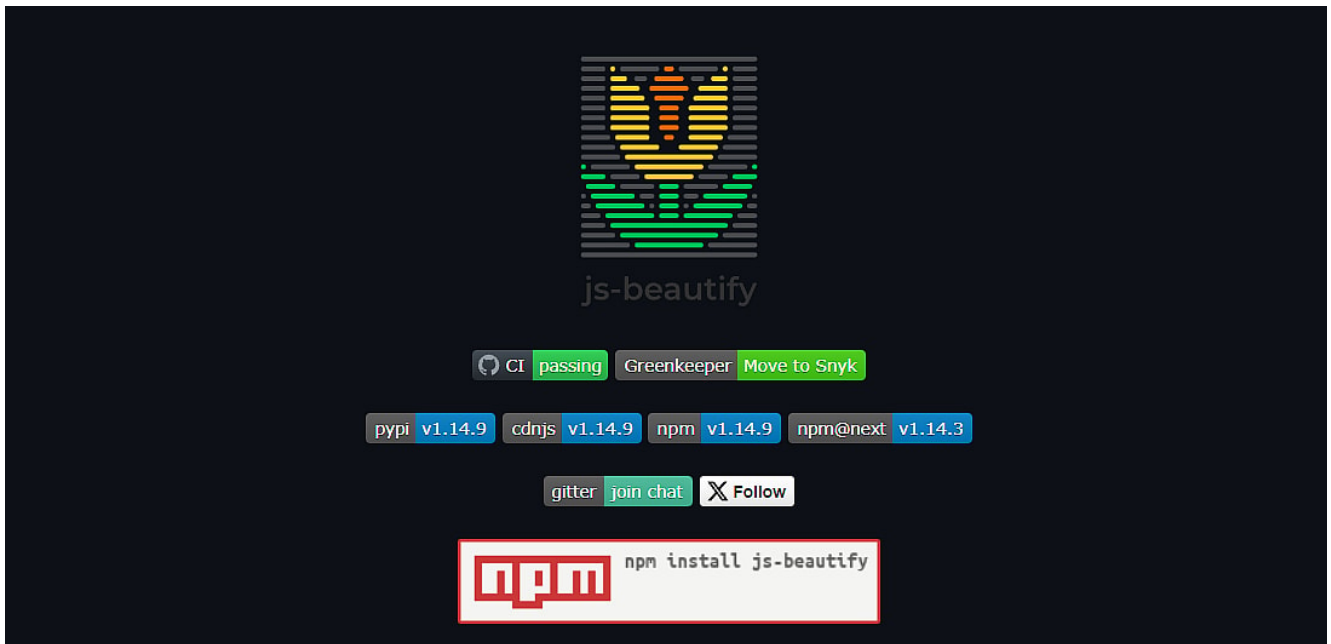 js-beautify
CI passing Greenkeeper Move to Snyk
pypi v1.14.9 cdnjs v1.14.9 npm v1.14.9 npm@next v1.14.3
gitter join chat X Follow
npm npm install js-beautify